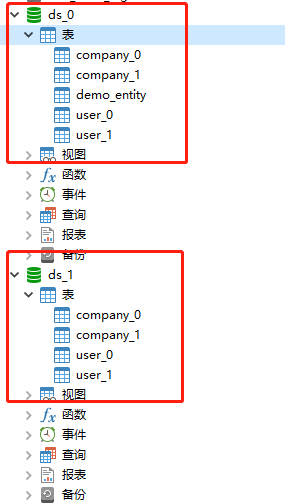 ds_0
表
company_0
company_1
demo_entity
user_0
user_1
视图
函数
事件
查询
报表
备份
ds_1
表
company_0
company_1
user_0
user_1
视图
函数
事件
查询
报表
备份